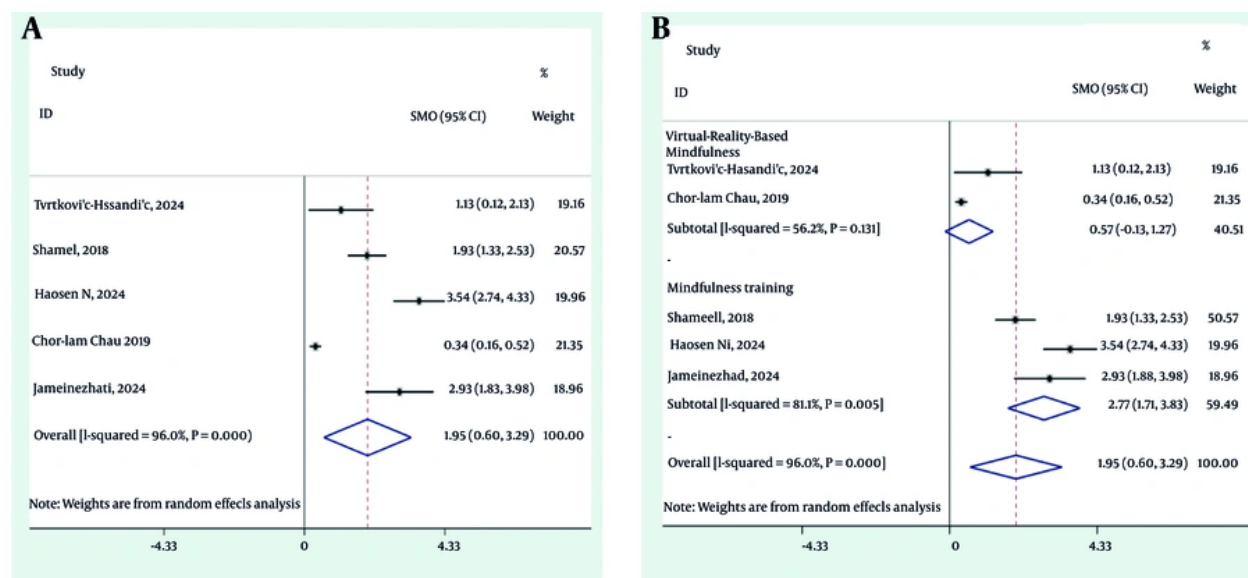 A
Study %
ID SMO (95% CI) Weight
Tvrtkovi'c-Hssandi'c, 2024 1.13 (0.12, 2.13) 19.16
Shamel, 2018 1.93 (1.33, 2.53) 20.57
Haosen N, 2024 3.54 (2.74, 4.33) 19.96
Chor-lam Chau 2019 0.34 (0.16, 0.52) 21.35
Jameinezhati, 2024 2.93 (1.83, 3.98) 18.96
Overall [l-squared = 96.0%, P = 0.000) 1.95 (0.60, 3.29) 100.00
Note: Weights are from random effecls analysis
-4.33 0 4.33
B
Study %
ID SMO (95% CI) Weight
Virtual-Reality-Based
Mindfulness
Tvrtkovi'c-Hasandi'c, 2024 1.13 (0.12, 2.13) 19.16
Chor-lam Chau, 2019 0.34 (0.16, 0.52) 21.35
Subtotal [l-squared = 56.2%, P = 0.131] 0.57 (-0.13, 1.27) 40.51
-
Mindfulness training
Shameell, 2018 1.93 (1.33, 2.53) 50.57
Haosen Ni, 2024 3.54 (2.74, 4.33) 19.96
Jameinezhad, 2024 2.93 (1.88, 3.98) 18.96
Subtotal [l-squared = 81.1%, P = 0.005] 2.77 (1.71, 3.83) 59.49
-
Overall [l-squared = 96.0%, P = 0.000] 1.95 (0.60, 3.29) 100.00
Note: Weights are from random effecls analysis
-4.33 0 4.33